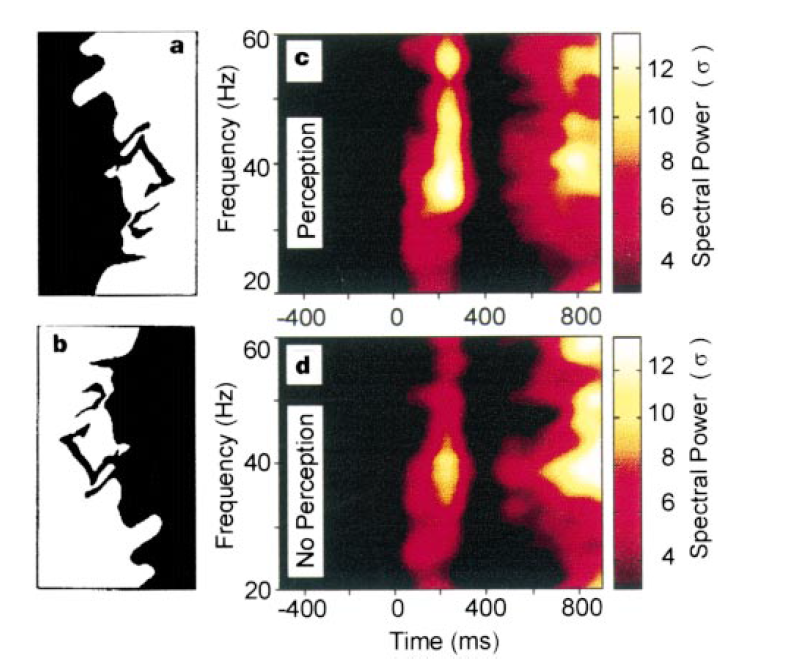 a
b
c
Perception
60
40
20
Frequency (Hz)
-400
0
400
800
12
10
8
6
4
Spectral Power (σ)
d
No Perception
60
40
20
Frequency (Hz)
-400
0
400
800
Time (ms)
12
10
8
6
4
Spectral Power (σ)